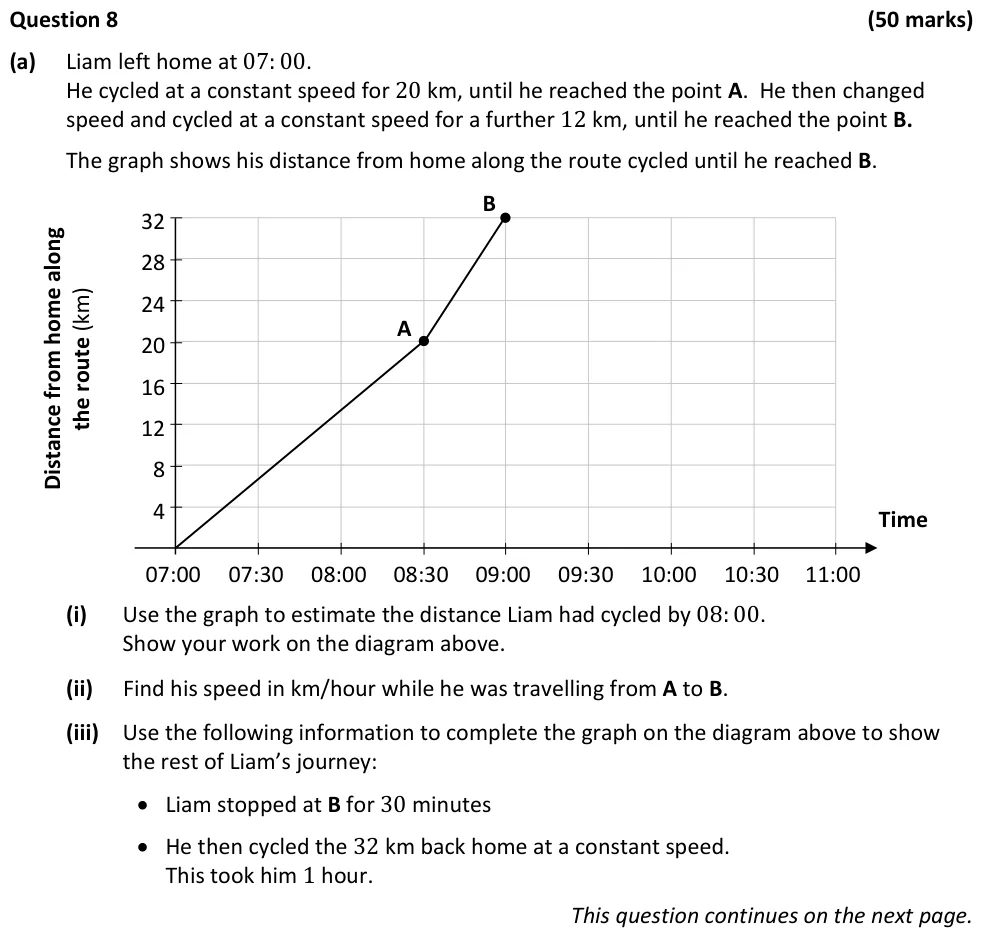 Question 8 (50 marks)
(a) Liam left home at 07: 00.
He cycled at a constant speed for 20 km, until he reached the point A. He then changed
speed and cycled at a constant speed for a further 12 km, until he reached the point B.
The graph shows his distance from home along the route cycled until he reached B.
Distance from home along
the route (km)
32
28
24
20
16
12
8
4
B
A
Time
07:00 07:30 08:00 08:30 09:00 09:30 10:00 10:30 11:00
(i) Use the graph to estimate the distance Liam had cycled by 08: 00.
Show your work on the diagram above.
(ii) Find his speed in km/hour while he was travelling from A to B.
(iii) Use the following information to complete the graph on the diagram above to show
the rest of Liam’s journey:
• Liam stopped at B for 30 minutes
• He then cycled the 32 km back home at a constant speed.
This took him 1 hour.
This question continues on the next page.